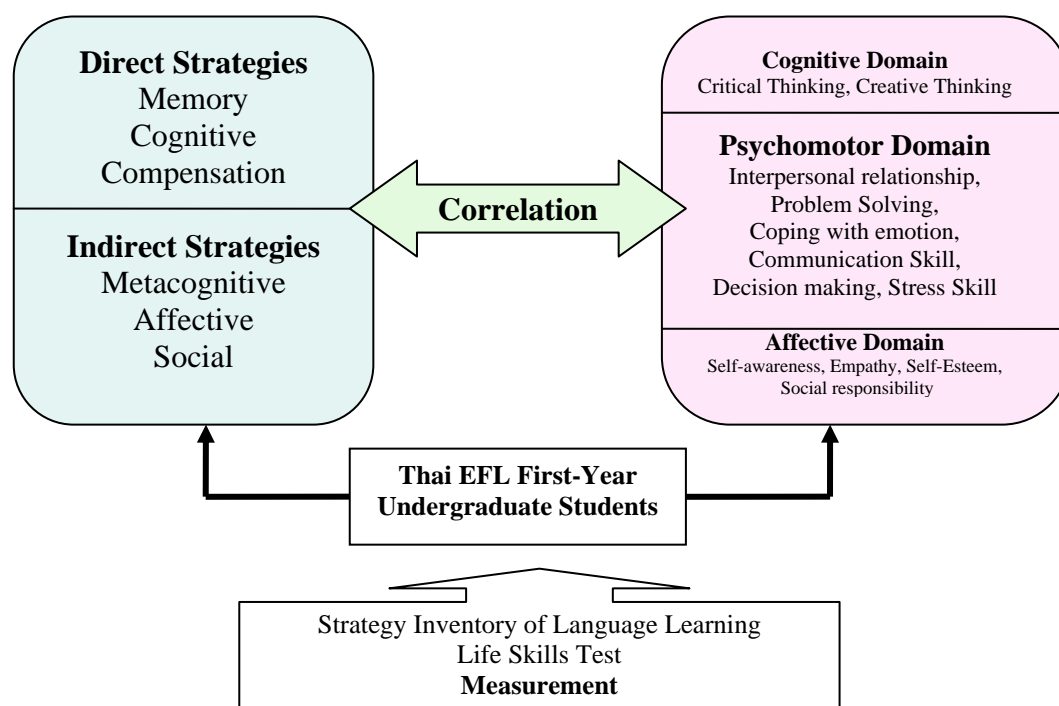 Direct Strategies
Memory
Cognitive
Compensation
Indirect Strategies
Metacognitive
Affective
Social
Correlation
Cognitive Domain
Critical Thinking, Creative Thinking
Psychomotor Domain
Interpersonal relationship,
Problem Solving,
Coping with emotion,
Communication Skill,
Decision making, Stress Skill
Affective Domain
Self-awareness, Empathy, Self-Esteem,
Social responsibility
Thai EFL First-Year
Undergraduate Students
Strategy Inventory of Language Learning
Life Skills Test
Measurement